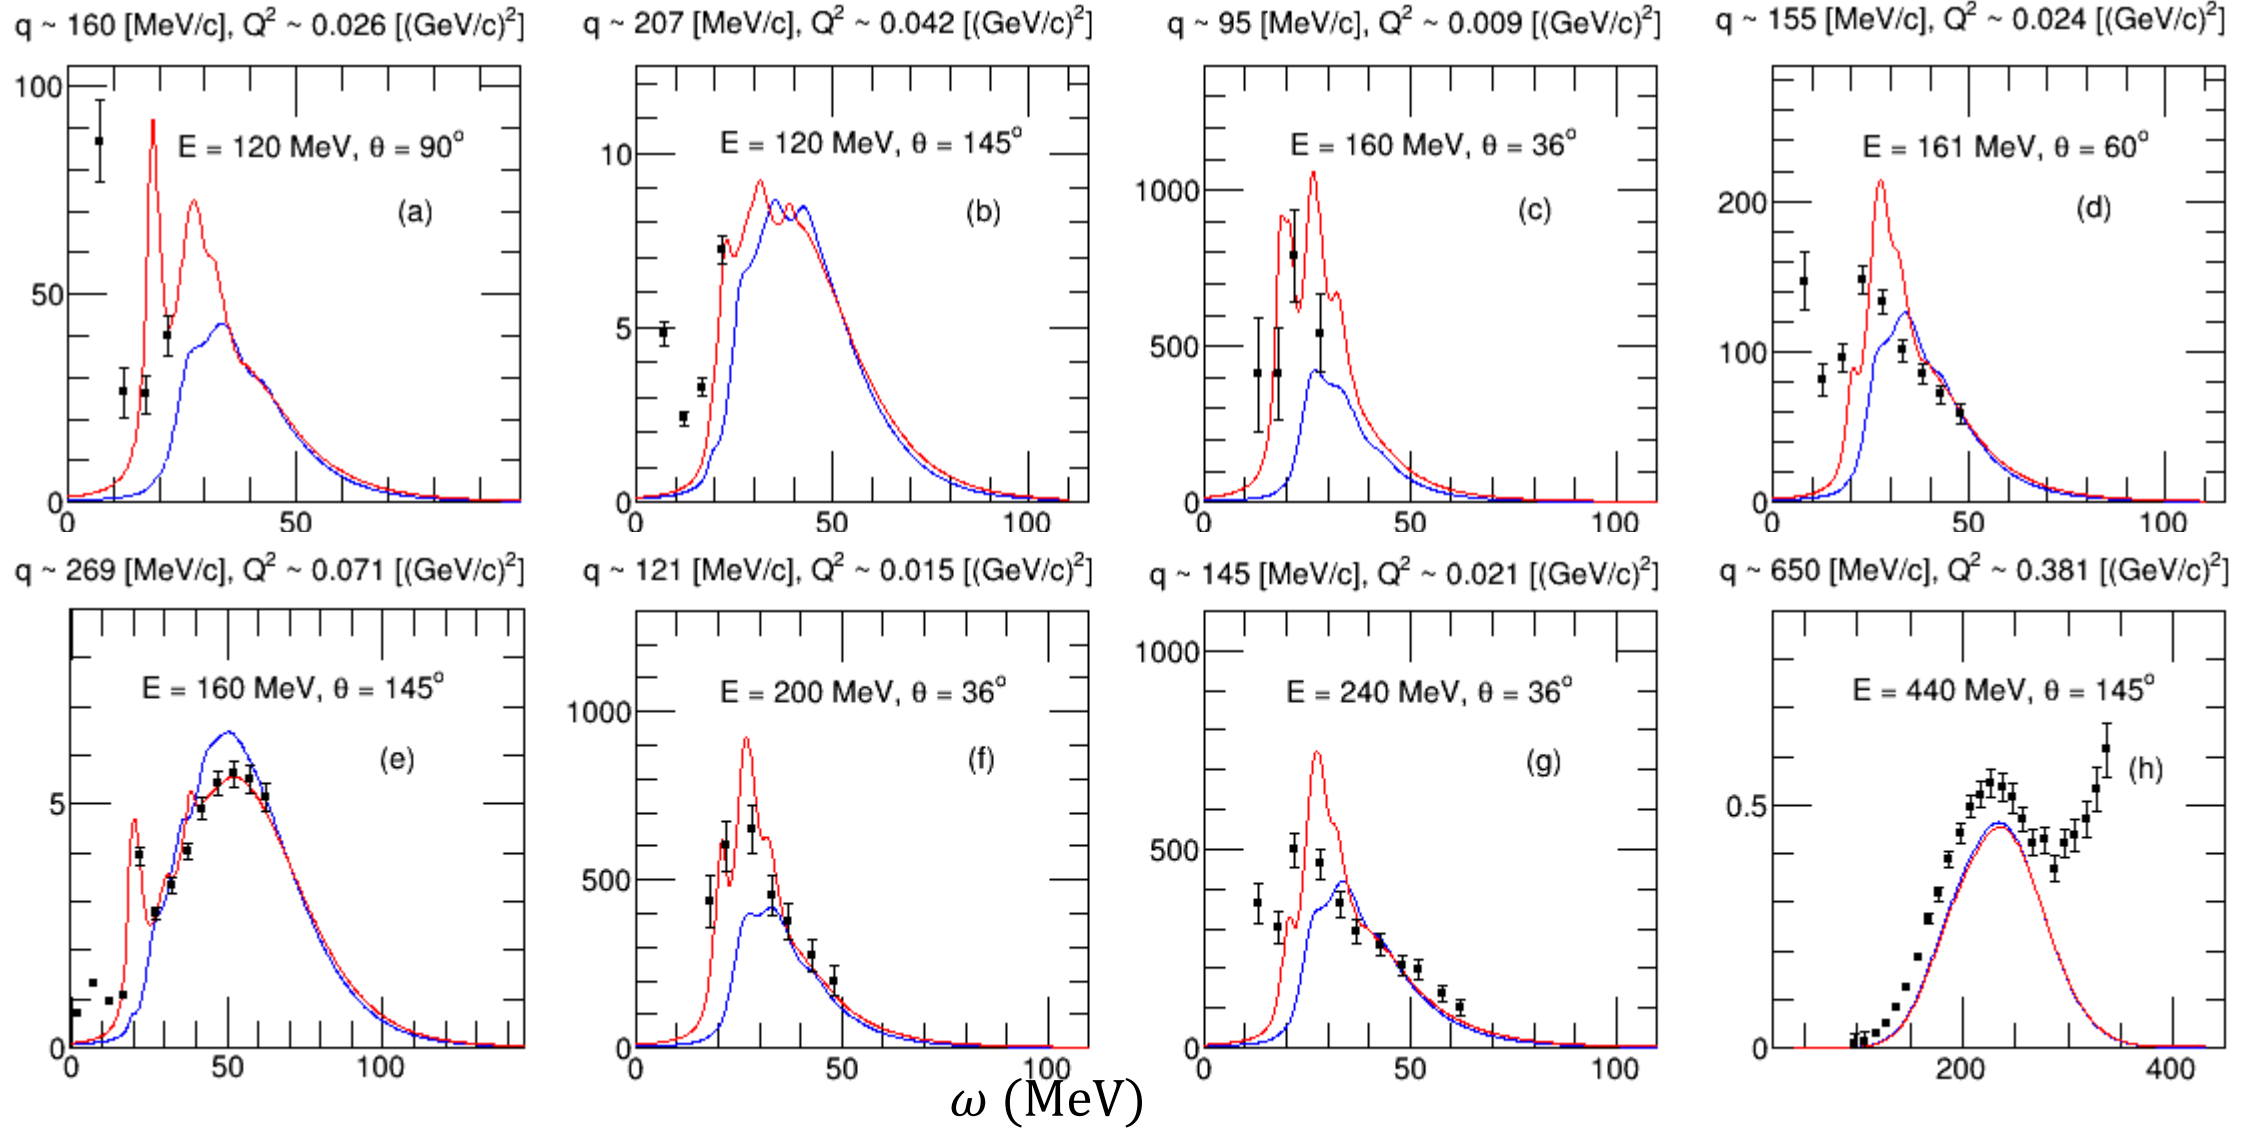 q ~ 160 [MeV/c], Q² ~ 0.026 [(GeV/c)²]
100
50
0
0
50
E = 120 MeV, θ = 90°
(a)
q ~ 207 [MeV/c], Q² ~ 0.042 [(GeV/c)²]
10
5
0
0
50
100
E = 120 MeV, θ = 145°
(b)
q ~ 95 [MeV/c], Q² ~ 0.009 [(GeV/c)²]
1000
500
0
0
50
100
E = 160 MeV, θ = 36°
(c)
q ~ 155 [MeV/c], Q² ~ 0.024 [(GeV/c)²]
200
100
0
0
50
100
E = 161 MeV, θ = 60°
(d)
q ~ 269 [MeV/c], Q² ~ 0.071 [(GeV/c)²]
5
0
0
50
100
E = 160 MeV, θ = 145°
(e)
q ~ 121 [MeV/c], Q² ~ 0.015 [(GeV/c)²]
1000
500
0
0
50
100
E = 200 MeV, θ = 36°
(f)
q ~ 145 [MeV/c], Q² ~ 0.021 [(GeV/c)²]
1000
500
0
0
50
100
E = 240 MeV, θ = 36°
(g)
q ~ 650 [MeV/c], Q² ~ 0.381 [(GeV/c)²]
0.5
0
200
400
E = 440 MeV, θ = 145°
(h)
ω (MeV)